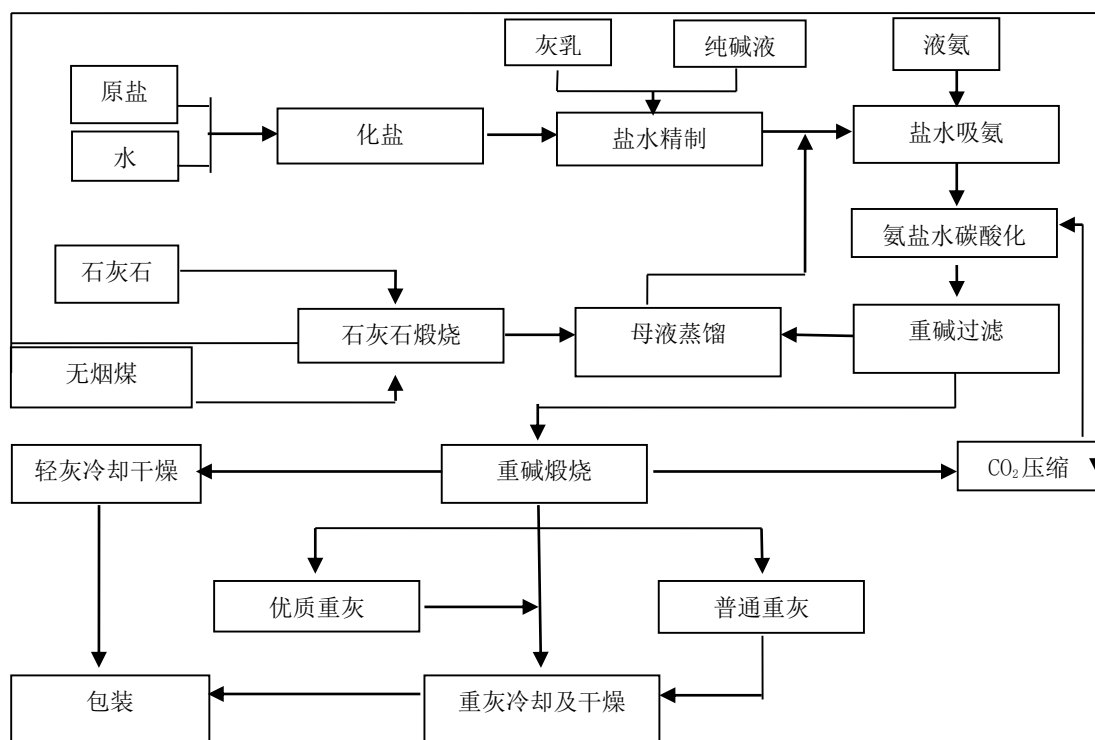 灰乳
纯碱液
液氨
原盐
水
化盐
盐水精制
盐水吸氨
氨盐水碳酸化
石灰石
石灰石煅烧
母液蒸馏
重碱过滤
无烟煤
轻灰冷却干燥
重碱煅烧
CO₂压缩
优质重灰
普通重灰
包装
重灰冷却及干燥